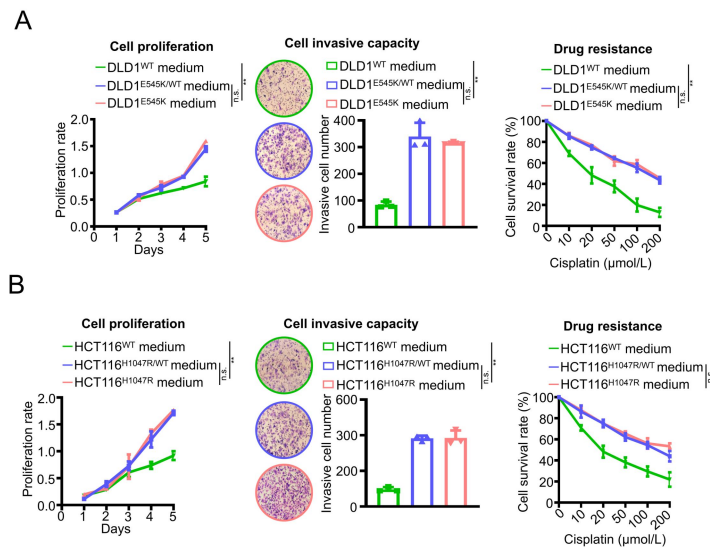 A
Cell proliferation
DLD1WT medium
DLD1E545K/WT medium
DLD1E545K medium
n.s.
**
Proliferation rate
2.0
1.5
1.0
0.5
0.0
0 1 2 3 4 5
Days
Cell invasive capacity
DLD1WT medium
DLD1E545K/WT medium
DLD1E545K medium
n.s.
**
Invasive cell number
400
300
200
100
0
Drug resistance
DLD1WT medium
DLD1E545K/WT medium
DLD1E545K medium
n.s.
**
Cell survival rate (%)
100
80
60
40
20
0
0 10 20 50 100 200
Cisplatin (μmol/L)
B
Cell proliferation
HCT116WT medium
HCT116H1047R/WT medium
HCT116H1047R medium
n.s.
**
Proliferation rate
2.0
1.5
1.0
0.5
0.0
0 1 2 3 4 5
Days
Cell invasive capacity
HCT116WT medium
HCT116H1047R/WT medium
HCT116H1047R medium
n.s.
**
Invasive cell number
600
300
200
0
Drug resistance
HCT116WT medium
HCT116H1047R/WT medium
HCT116H1047R medium
Cell survival rate (%)
100
80
60
40
20
0
0 10 20 50 100 200
Cisplatin (μmol/L)